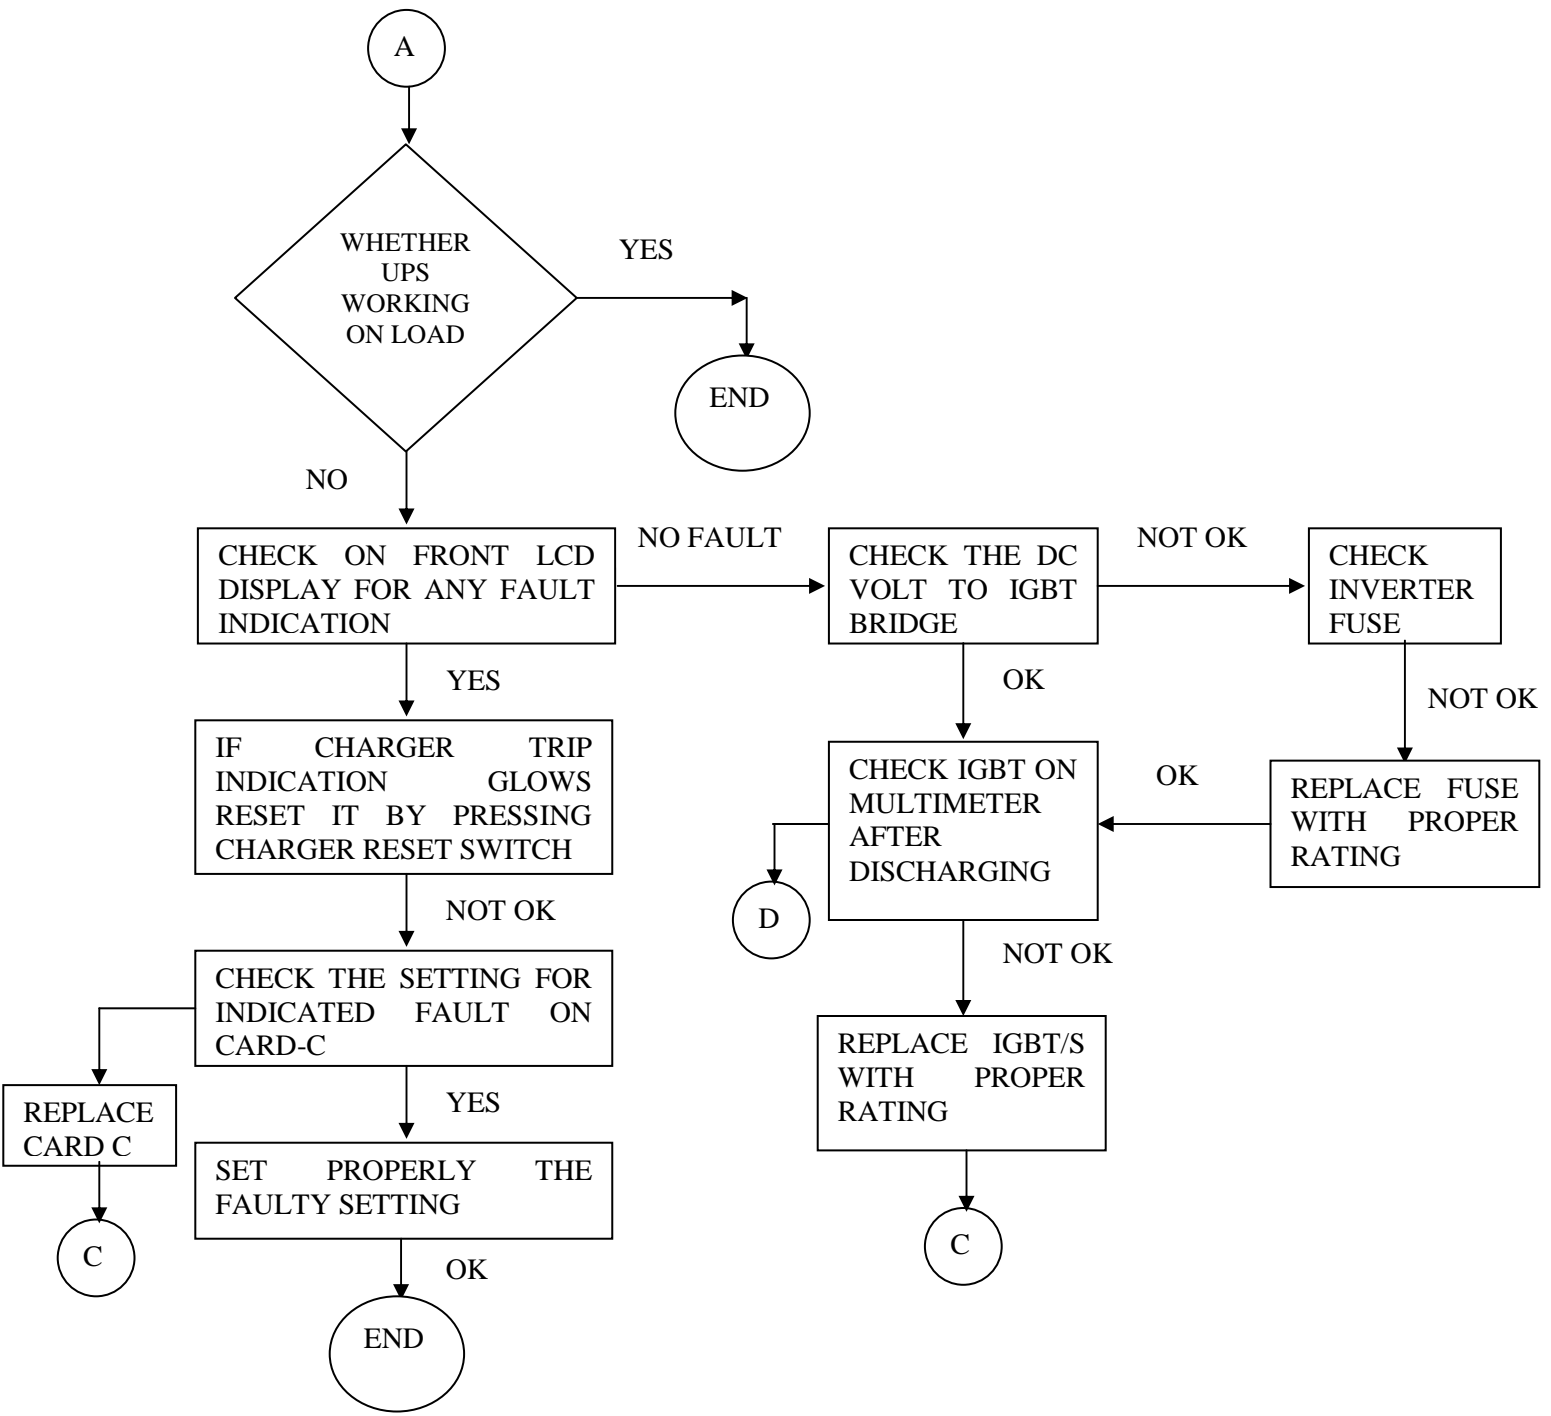 A
WHETHER
UPS
WORKING
ON LOAD
YES
END
NO
CHECK ON FRONT LCD
DISPLAY FOR ANY FAULT
INDICATION
NO FAULT
CHECK THE DC
VOLT TO IGBT
BRIDGE
NOT OK
CHECK
INVERTER
FUSE
YES
OK
NOT OK
IF CHARGER TRIP
INDICATION GLOWS
RESET IT BY PRESSING
CHARGER RESET SWITCH
CHECK IGBT ON
MULTIMETER
AFTER
DISCHARGING
OK
REPLACE FUSE
WITH PROPER
RATING
D
NOT OK
NOT OK
CHECK THE SETTING FOR
INDICATED FAULT ON
CARD-C
REPLACE IGBT/S
WITH PROPER
RATING
REPLACE
CARD C
YES
SET PROPERLY THE
FAULTY SETTING
C
C
OK
END